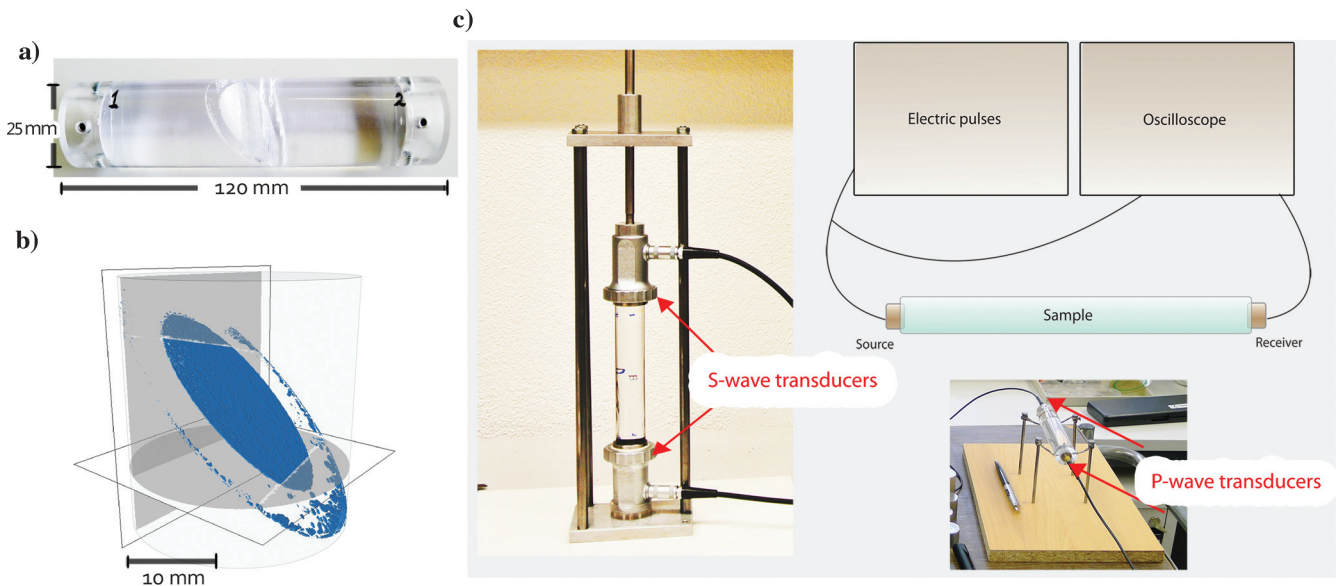 a)
1
2
25 mm
120 mm
b)
10 mm
c)
Electric pulses
Oscilloscope
Sample
Source
Receiver
S-wave transducers
P-wave transducers